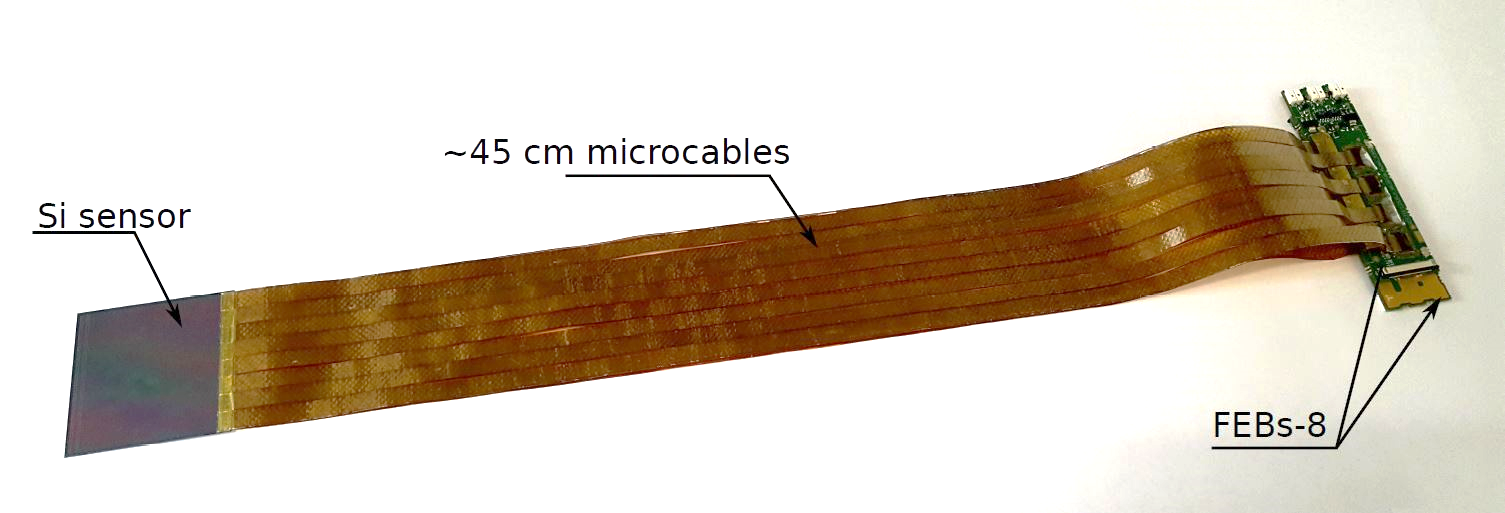 ~45 cm microcables
Si sensor
FEBs-8